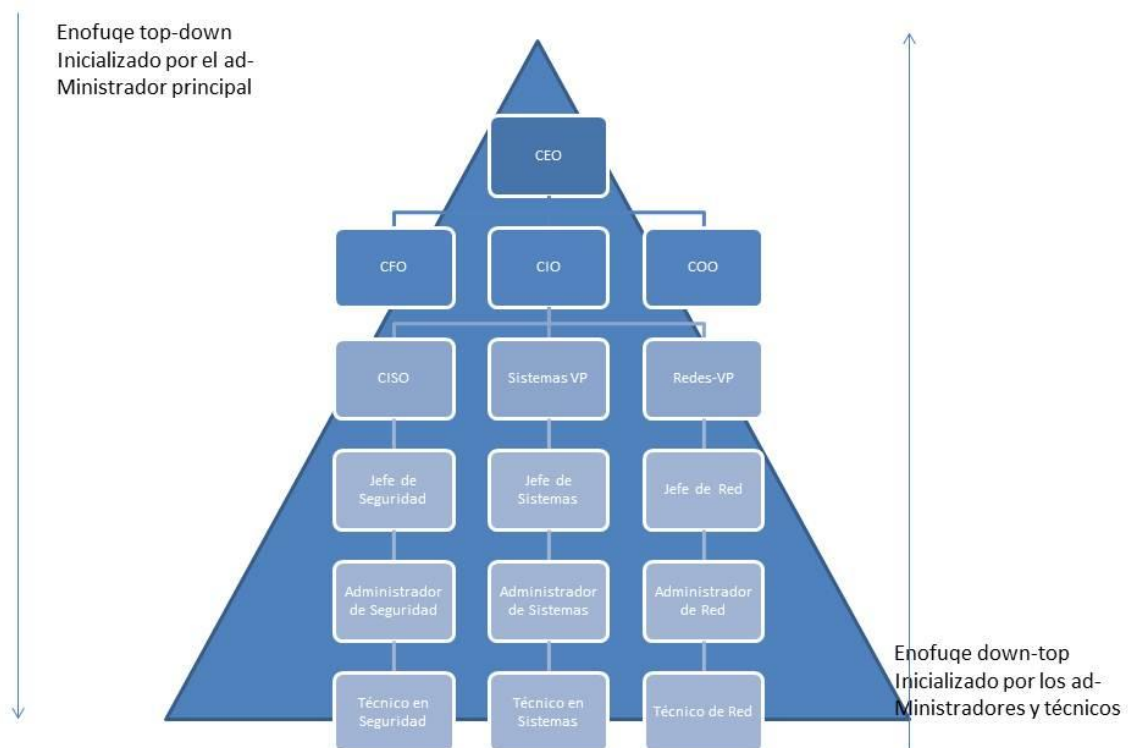 Enofuqe top-down
Inicializado por el ad-
Ministrador principal
CEO
CFO
CIO
COO
CISO
Sistemas VP
Redes-VP
Jefe de
Seguridad
Jefe de
Sistemas
Jefe de Red
Administrador
de Seguridad
Administrador
de Sistemas
Administrador
de Red
Enofuqe down-top
Inicializado por los ad-
Ministradores y técnicos
Técnico en
Seguridad
Técnico en
Sistemas
Técnico de Red